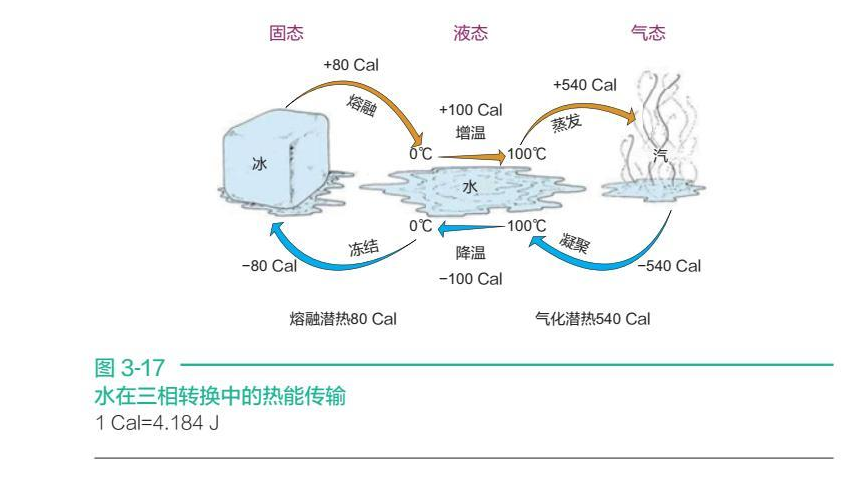 固态 液态 气态
+80 Cal
+540 Cal
熔融
+100 Cal
增温
蒸发
0℃ 100℃
冰
汽
水
0℃ 100℃
冻结
凝聚
降温
−80 Cal
−540 Cal
−100 Cal
熔融潜热80 Cal 气化潜热540 Cal
图 3-17
水在三相转换中的热能传输
1 Cal=4.184 J